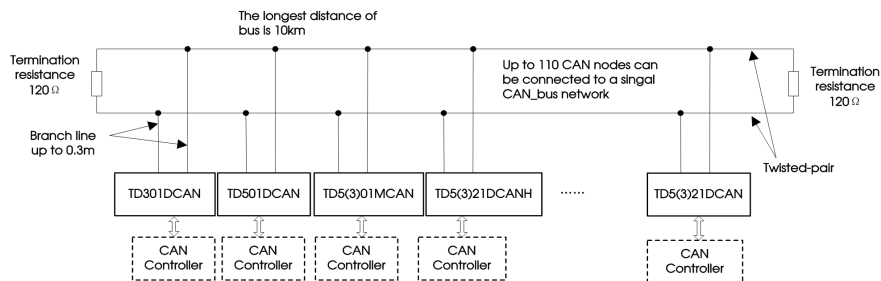 The longest distance of
bus is 10km
Termination
resistance
120Ω
Up to 110 CAN nodes can
be connected to a singal
CAN_bus network
Termination
resistance
120Ω
Branch line
up to 0.3m
Twisted-pair
TD301DCAN
TD501DCAN
TD5(3)01MCAN
TD5(3)21DCANH
······
TD5(3)21DCAN
CAN
Controller
CAN
Controller
CAN
Controller
CAN
Controller
CAN
Controller